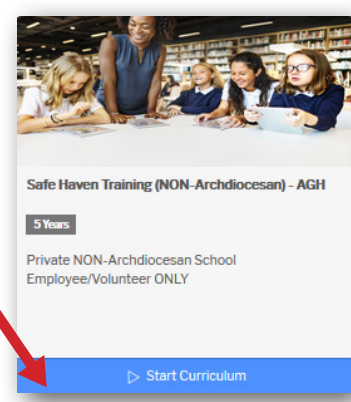 Safe Haven Training (NON-Archdiocesan) - AGH
5 Years
Private NON-Archdiocesan School
Employee/Volunteer ONLY
Start Curriculum